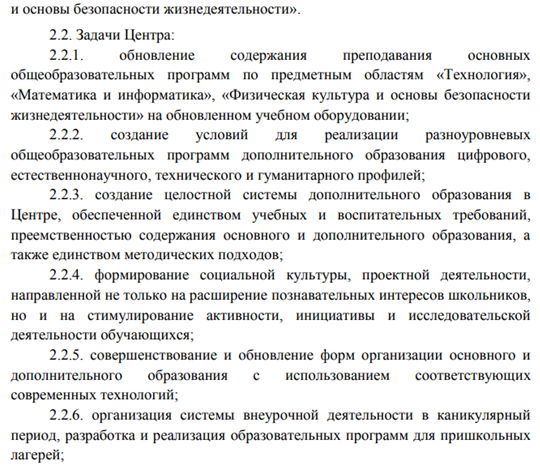 и основы безопасности жизнедеятельности».
2.2. Задачи Центра:
2.2.1. обновление содержания преподавания основных
общеобразовательных программ по предметным областям «Технология»,
«Математика и информатика», «Физическая культура и основы безопасности
жизнедеятельности» на обновленном учебном оборудовании;
2.2.2. создание условий для реализации разноуровневых
общеобразовательных программ дополнительного образования цифрового,
естественнонаучного, технического и гуманитарного профилей;
2.2.3. создание целостной системы дополнительного образования в
Центре, обеспеченной единством учебных и воспитательных требований,
преемственностью содержания основного и дополнительного образования, а
также единством методических подходов;
2.2.4. формирование социальной культуры, проектной деятельности,
направленной не только на расширение познавательных интересов школьников,
но и на стимулирование активности, инициативы и исследовательской
деятельности обучающихся;
2.2.5. совершенствование и обновление форм организации основного и
дополнительного образования с использованием соответствующих
современных технологий;
2.2.6. организация системы внеурочной деятельности в каникулярный
период, разработка и реализация образовательных программ для пришкольных
лагерей;